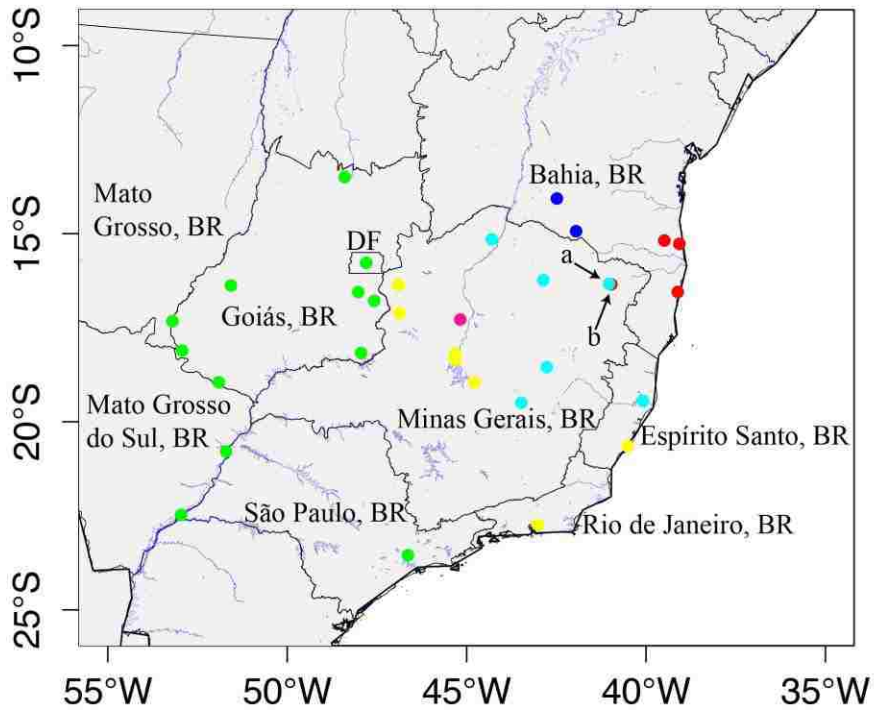 10°S
Mato
Grosso, BR
Bahia, BR
15°S
DF
a
Goiás, BR
b
Mato Grosso
do Sul, BR
Minas Gerais, BR
20°S
Espírito Santo, BR
São Paulo, BR
Rio de Janeiro, BR
25°S
55°W 50°W 45°W 40°W 35°W